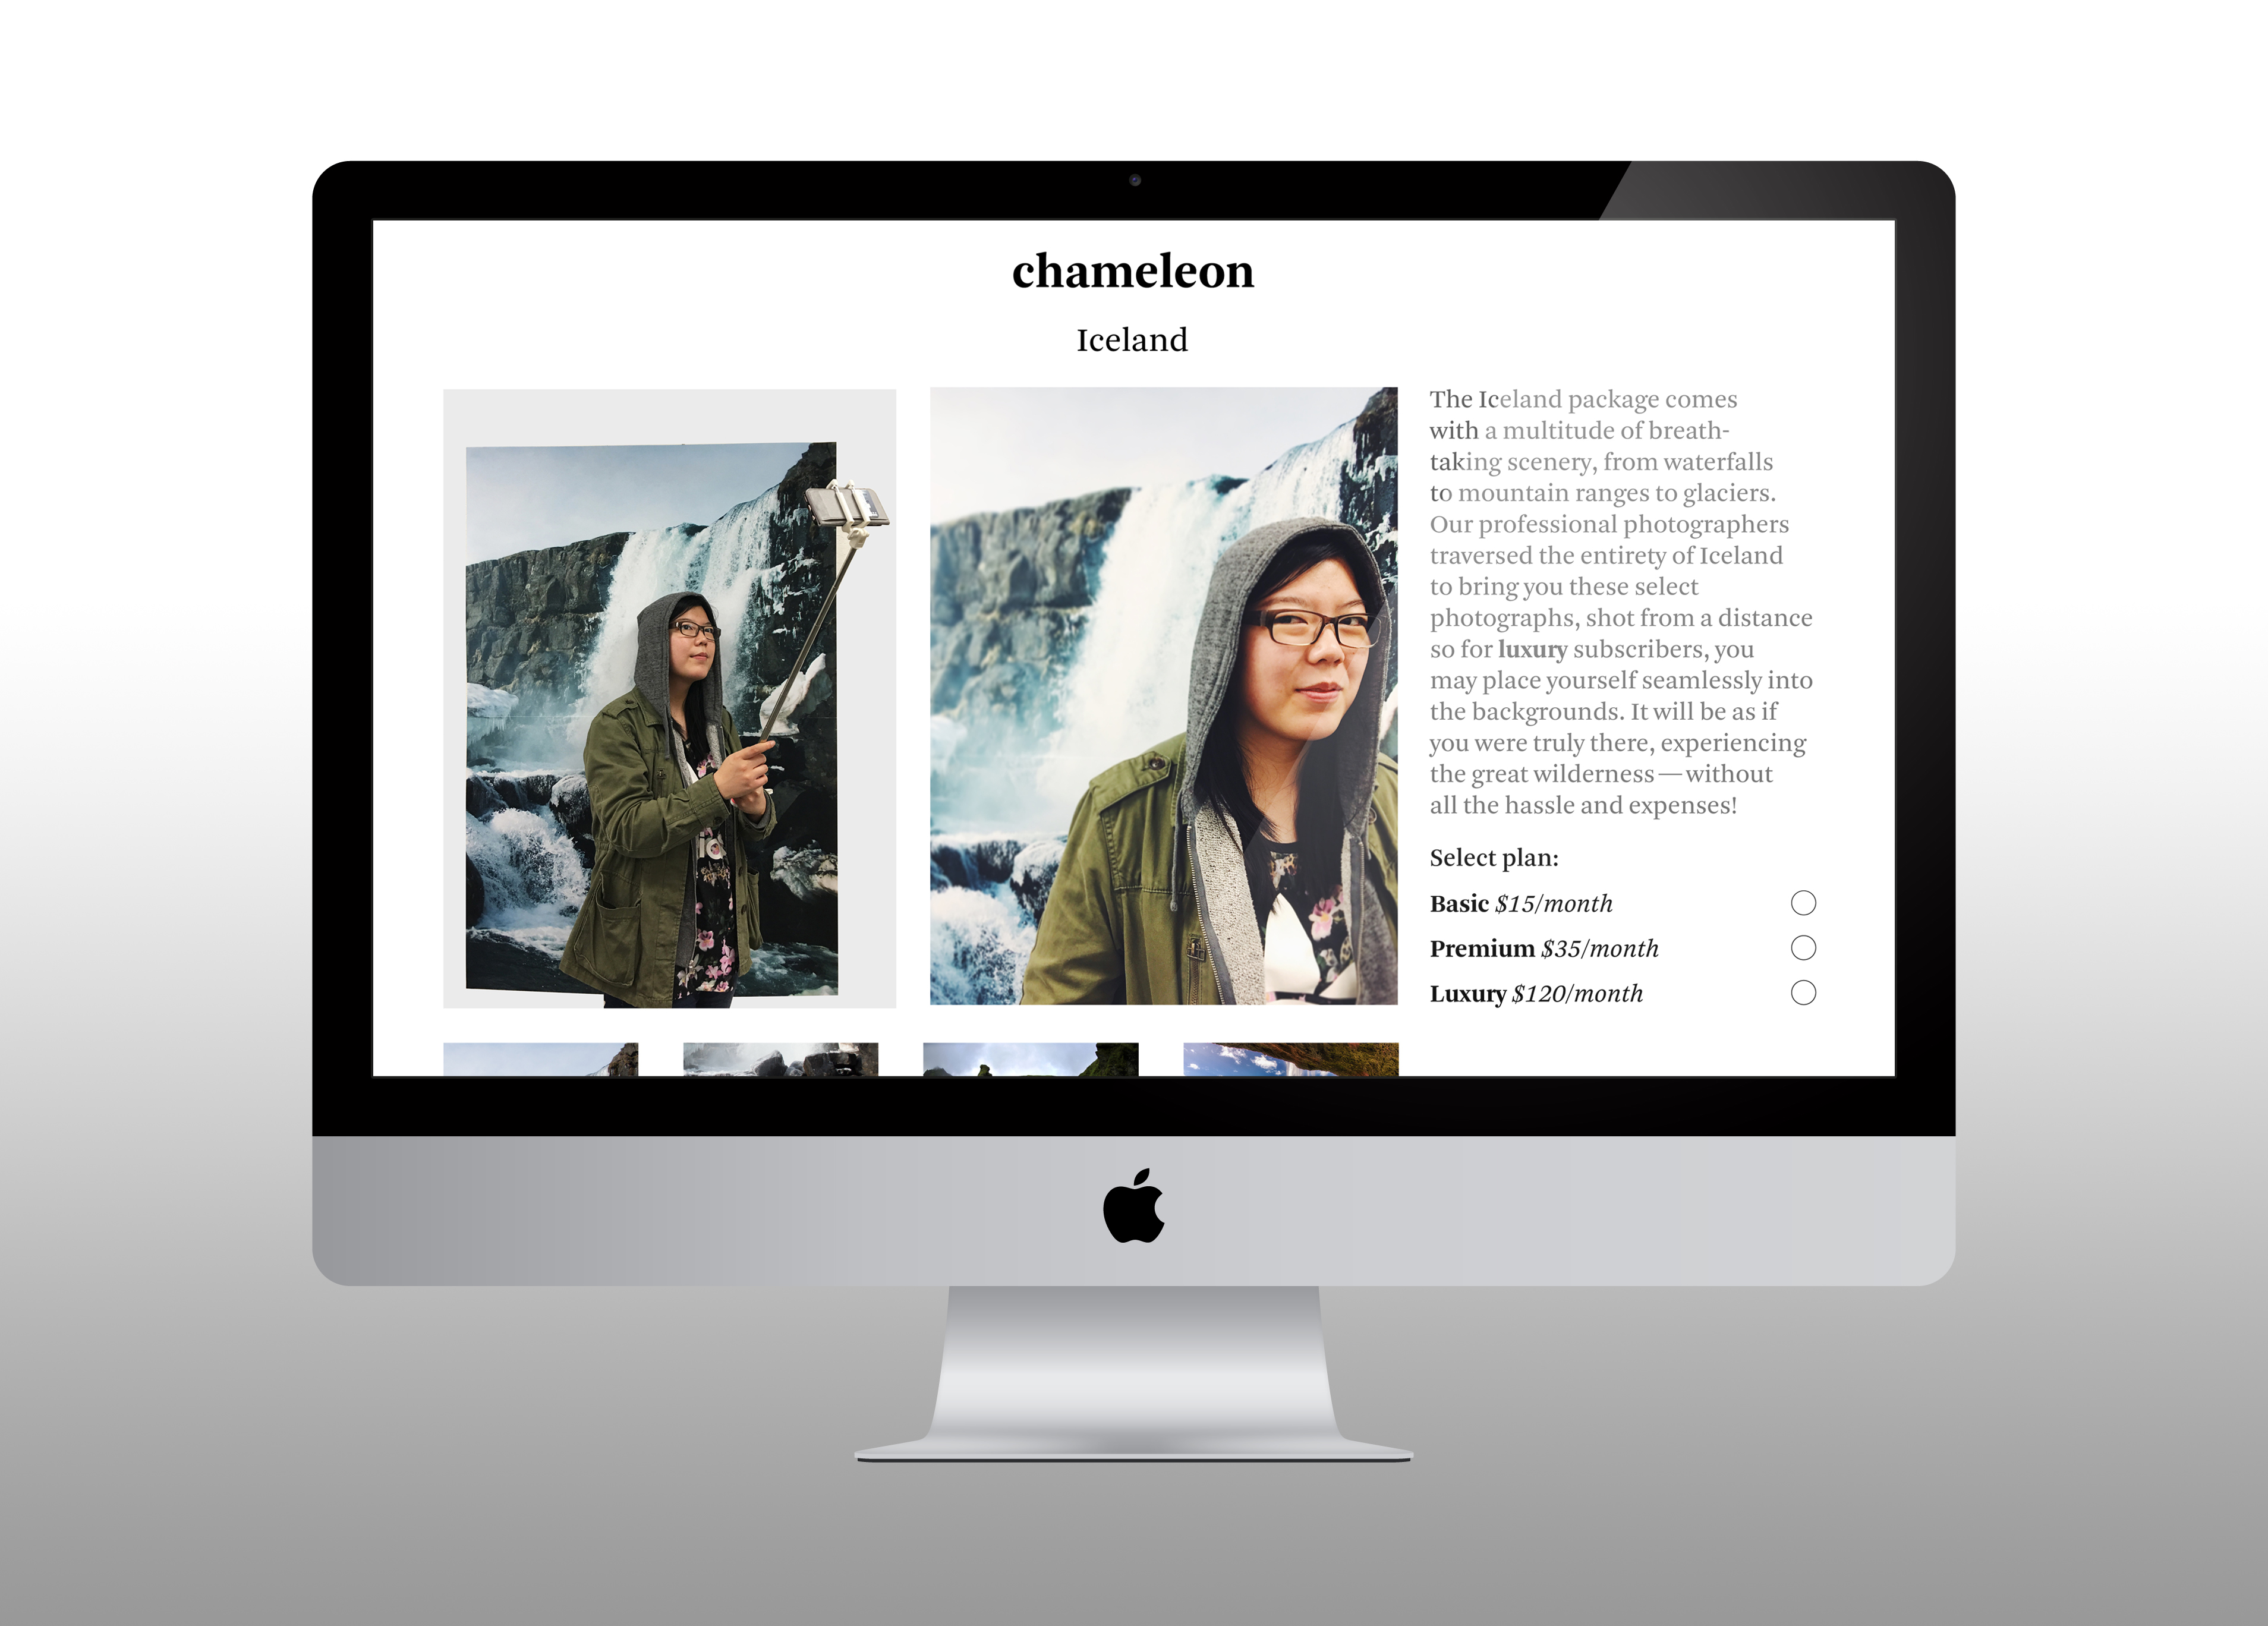 chameleon
Iceland
The Iceland package comes
with a multitude of breath-
taking scenery, from waterfalls
to mountain ranges to glaciers.
Our professional photographers
traversed the entirety of Iceland
to bring you these select
photographs, shot from a distance
so for luxury subscribers, you
may place yourself seamlessly into
the backgrounds. It will be as if
you were truly there, experiencing
the great wilderness — without
all the hassle and expenses!
Select plan:
Basic $15/month
Premium $35/month
Luxury $120/month